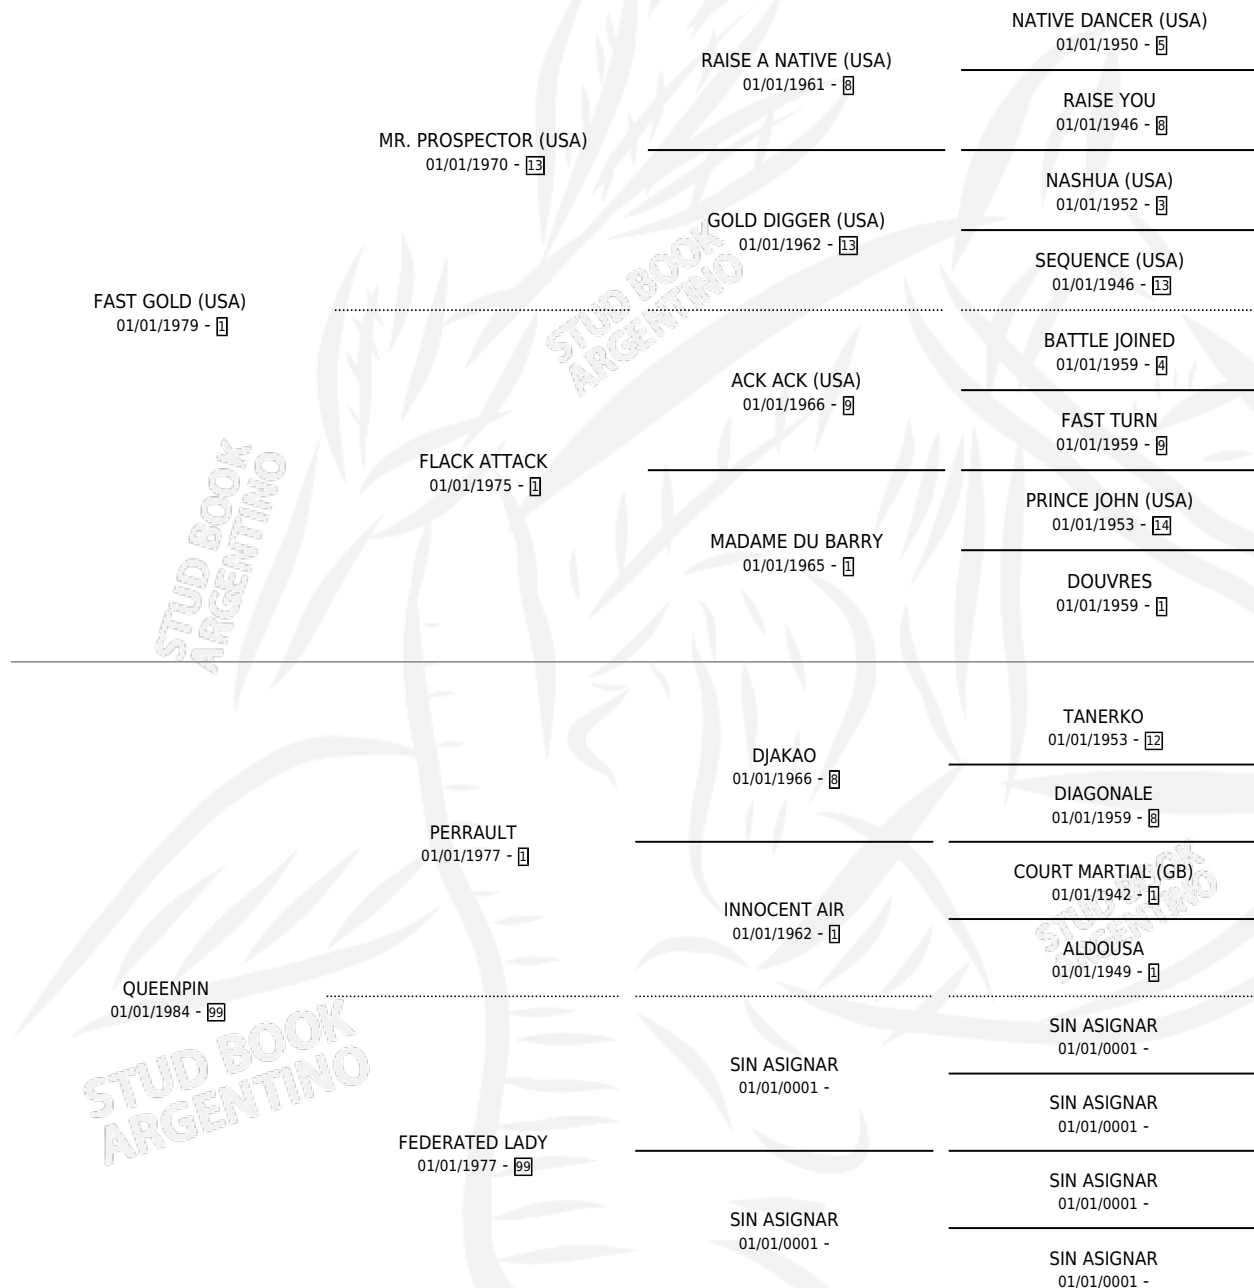 NATIVE DANCER (USA)
01/01/1950 - 5
RAISE A NATIVE (USA)
01/01/1961 - 8
RAISE YOU
01/01/1946 - 8
MR. PROSPECTOR (USA)
01/01/1970 - 13
NASHUA (USA)
01/01/1952 - 3
GOLD DIGGER (USA)
01/01/1962 - 13
SEQUENCE (USA)
01/01/1946 - 13
FAST GOLD (USA)
01/01/1979 - 1
STUD BOOK
ARGENTINO
BATTLE JOINED
01/01/1959 - 4
ACK ACK (USA)
01/01/1966 - 9
FAST TURN
01/01/1959 - 9
FLACK ATTACK
01/01/1975 - 1
PRINCE JOHN (USA)
01/01/1953 - 14
MADAME DU BARRY
01/01/1965 - 1
DOUVRES
01/01/1959 - 1
STUD BOOK
ARGENTINO
TANERKO
01/01/1953 - 12
DJAKAO
01/01/1966 - 8
DIAGONALE
01/01/1959 - 8
PERRAULT
01/01/1977 - 1
COURT MARTIAL (GB)
01/01/1942 - 1
INNOCENT AIR
01/01/1962 - 1
ALDOUSA
01/01/1949 - 1
STUD BOOK
ARGENTINO
QUEENPIN
01/01/1984 - 99
SIN ASIGNAR
01/01/0001 -
SIN ASIGNAR
01/01/0001 -
SIN ASIGNAR
01/01/0001 -
STUD BOOK
ARGENTINO
FEDERATED LADY
01/01/1977 - 99
SIN ASIGNAR
01/01/0001 -
SIN ASIGNAR
01/01/0001 -
SIN ASIGNAR
01/01/0001 -